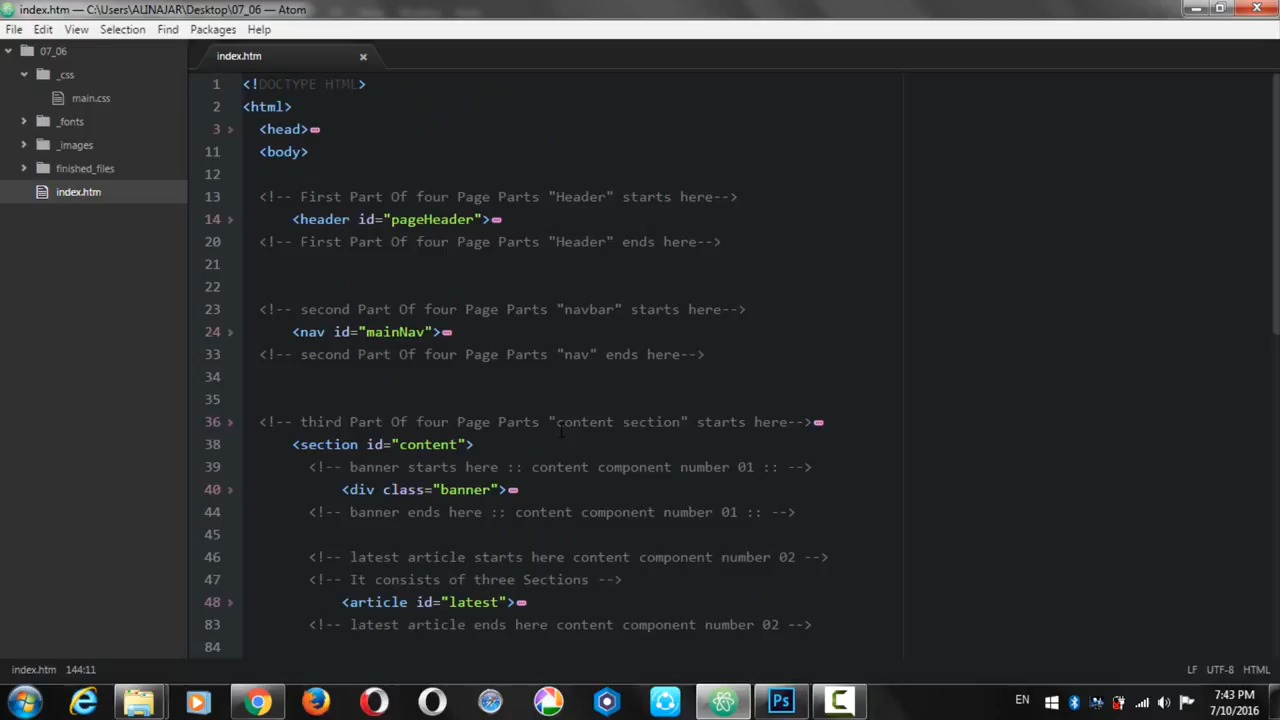 index.htm — C:\Users\ALINAJAR\Desktop\07_06 — Atom
File Edit View Selection Find Packages Help
07_06
_css
main.css
_fonts
_images
finished_files
index.htm
index.htm
1 <!DOCTYPE HTML>
2 <html>
3 <head>
11 <body>
12
13 <!-- First Part Of four Page Parts "Header" starts here-->
14 <header id="pageHeader">
20 <!-- First Part Of four Page Parts "Header" ends here-->
21
22
23 <!-- second Part Of four Page Parts "navbar" starts here-->
24 <nav id="mainNav">
33 <!-- second Part Of four Page Parts "nav" ends here-->
34
35
36 <!-- third Part Of four Page Parts "content section" starts here-->
38 <section id="content">
39 <!-- banner starts here :: content component number 01 :: -->
40 <div class="banner">
44 <!-- banner ends here :: content component number 01 :: -->
45
46 <!-- latest article starts here content component number 02 -->
47 <!-- It consists of three Sections -->
48 <article id="latest">
83 <!-- latest article ends here content component number 02 -->
84
index.htm 144:11
LF UTF-8 HTML
Ps
C
EN
7:43 PM
7/10/2016